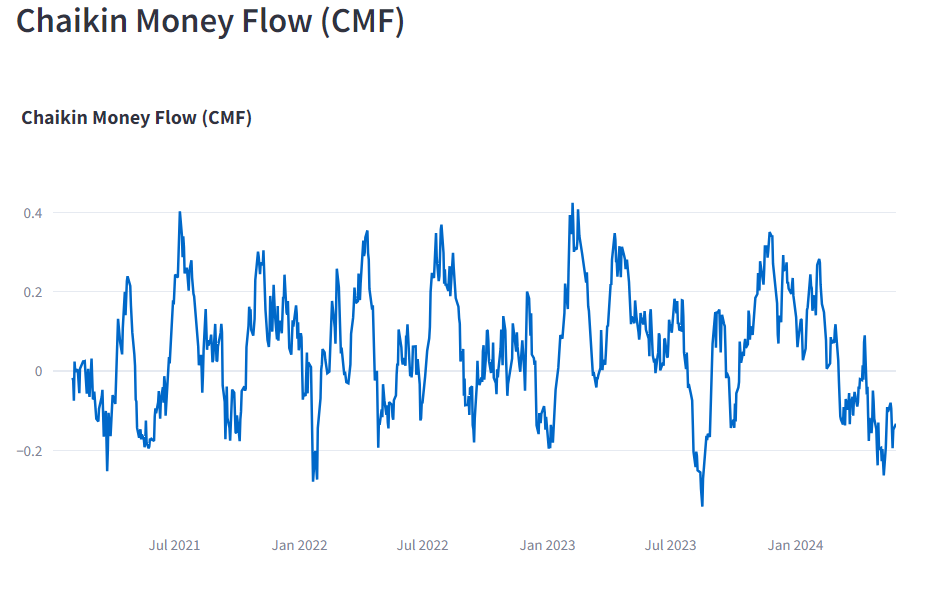 Chaikin Money Flow (CMF)
Chaikin Money Flow (CMF)
0.4
0.2
0
−0.2
Jul 2021 Jan 2022 Jul 2022 Jan 2023 Jul 2023 Jan 2024